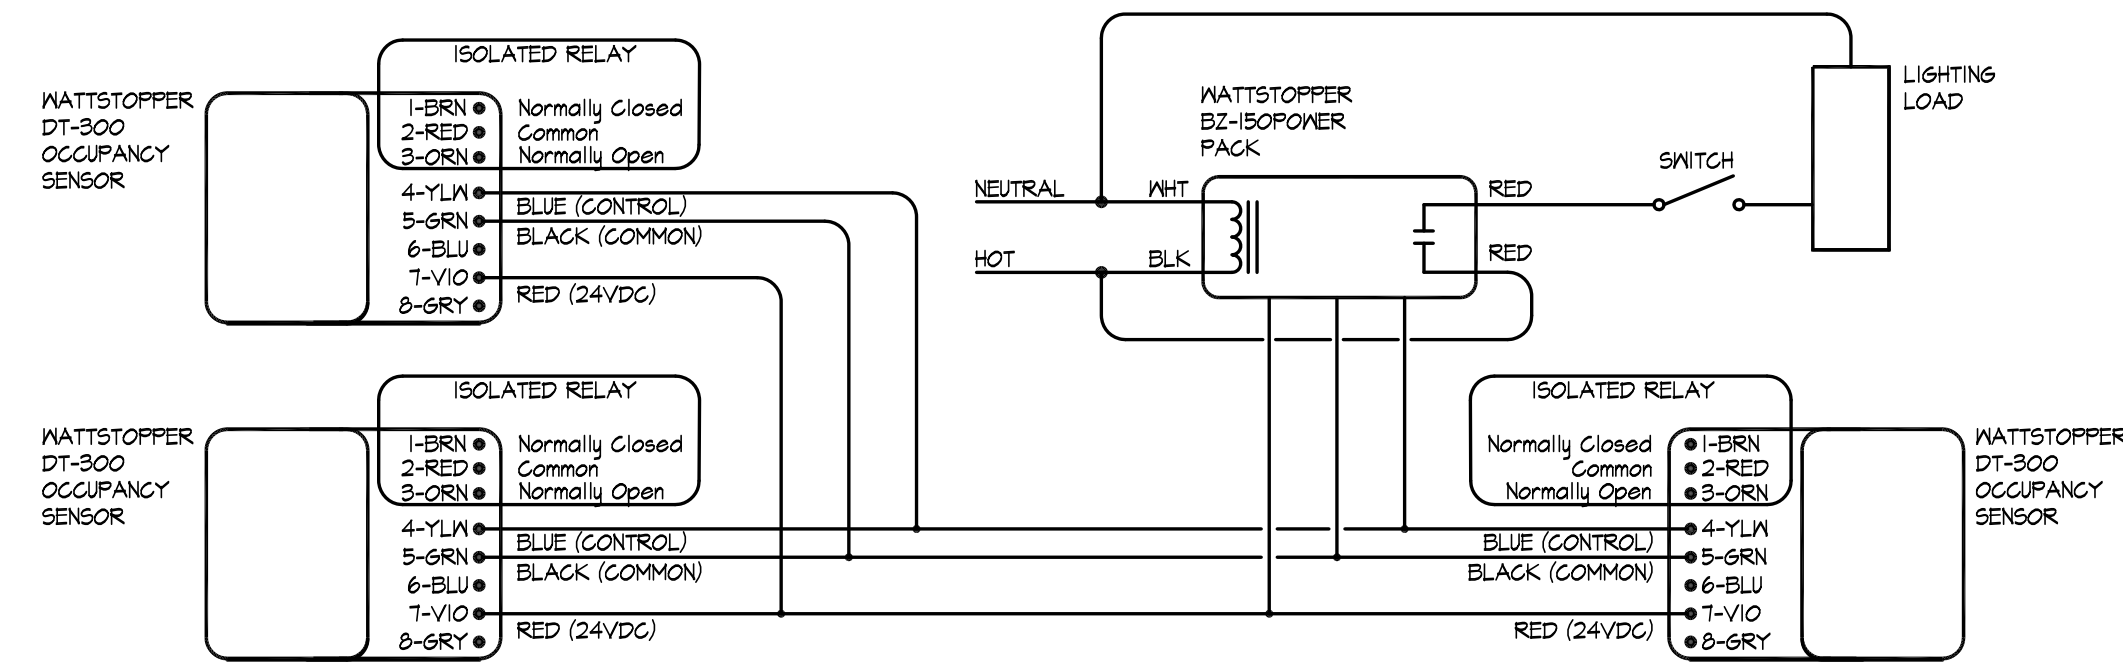 ISOLATED RELAY
WATTSTOPPER
DT-300
OCCUPANCY
SENSOR
1-BRN Normally Closed
2-RED Common
3-ORN Normally Open
4-YLW
BLUE (CONTROL)
5-GRN
BLACK (COMMON)
6-BLU
7-VIO
RED (24VDC)
8-GRY
WATTSTOPPER
BZ-150POWER
PACK
LIGHTING
LOAD
SWITCH
NEUTRAL WHT RED
HOT BLK RED
ISOLATED RELAY
WATTSTOPPER
DT-300
OCCUPANCY
SENSOR
1-BRN Normally Closed
2-RED Common
3-ORN Normally Open
4-YLW
BLUE (CONTROL)
5-GRN
BLACK (COMMON)
6-BLU
7-VIO
RED (24VDC)
8-GRY
ISOLATED RELAY
Normally Closed 1-BRN
Common 2-RED
Normally Open 3-ORN
4-YLW
BLUE (CONTROL)
5-GRN
BLACK (COMMON)
6-BLU
7-VIO
RED (24VDC)
8-GRY
WATTSTOPPER
DT-300
OCCUPANCY
SENSOR